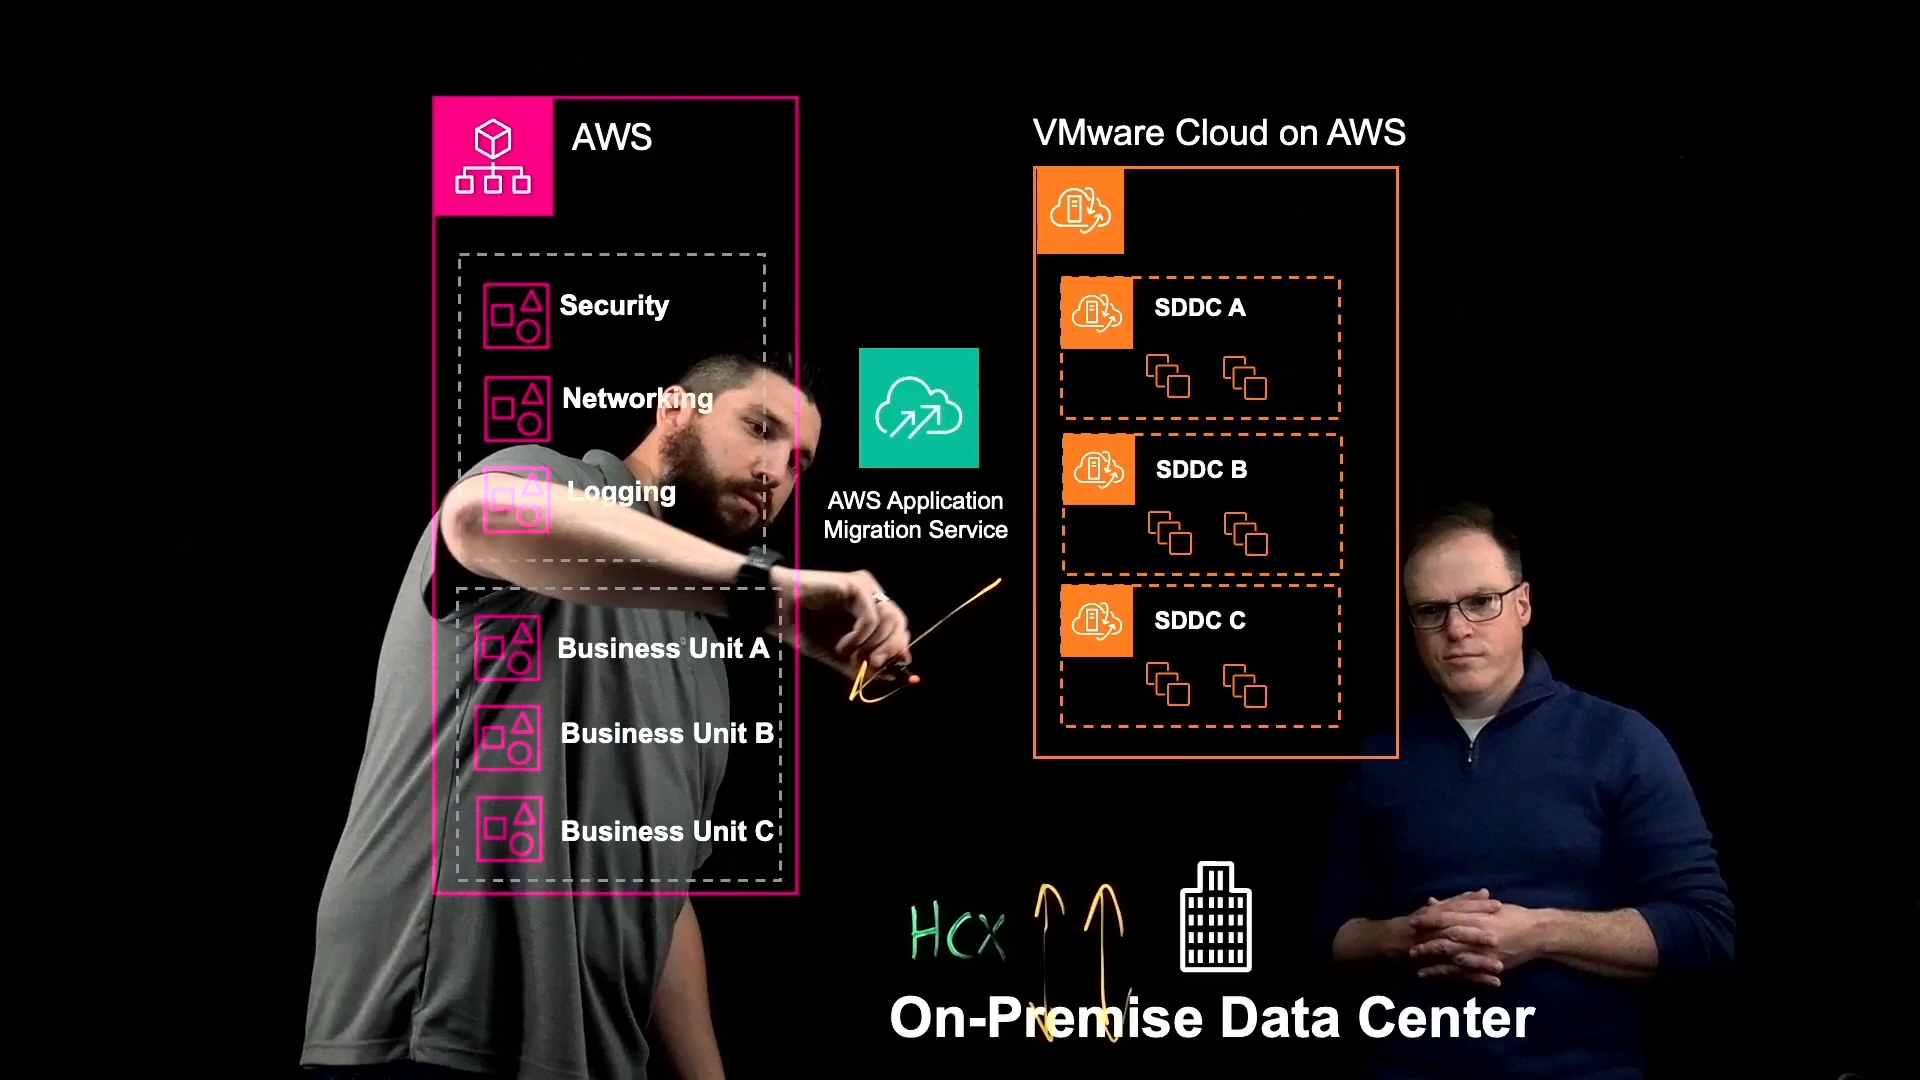 AWS
Security
Networking
Logging
Business Unit A
Business Unit B
Business Unit C
AWS Application
Migration Service
VMware Cloud on AWS
SDDC A
SDDC B
SDDC C
HCX
On-Premise Data Center